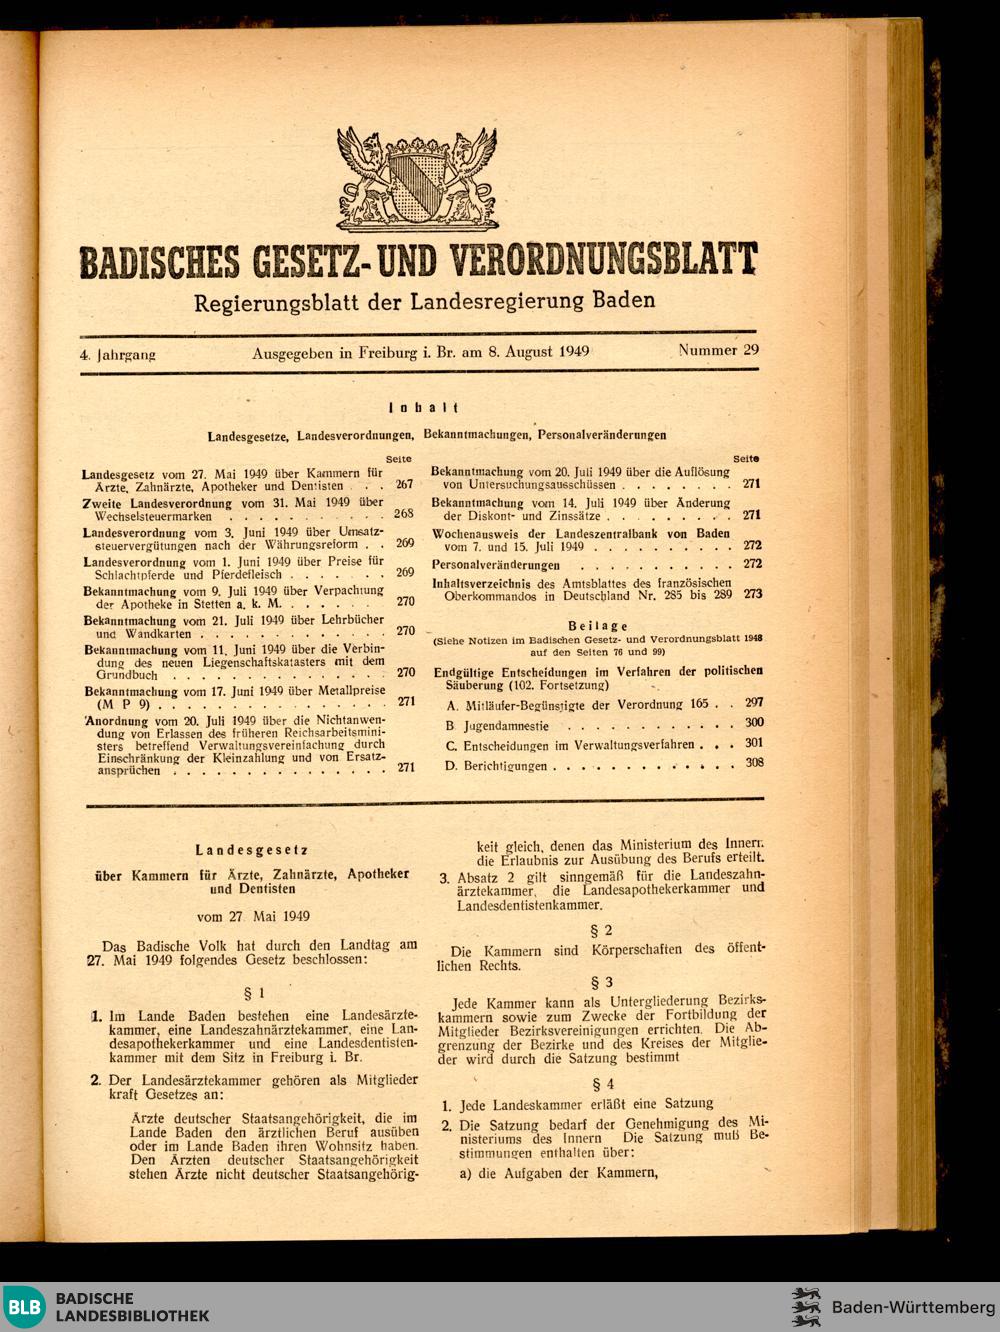 BADISCHES GESETZ- UND VERORDNUNGSBLATT
Regierungsblatt der Landesregierung Baden
4. Jahrgang
Ausgegeben in Freiburg i. Br. am 8. August 1949
Nummer 29
Inhalt
Landesgesetze, Landesverordnungen, Bekanntmachungen, Personalveränderungen
Seite
Landesgesetz vom 27. Mai 1949 über Kammern für
Ärzte, Zahnärzte, Apotheker und Dentisten . . . 267
Zweite Landesverordnung vom 31. Mai 1949 über
Wechselsteuermarken . . . . . . . . . . . 268
Landesverordnung vom 3. Juni 1949 über Umsatz-
steuervergütungen nach der Währungsreform . . 269
Landesverordnung vom 1. Juni 1949 über Preise für
Schlachtpferde und Pferdefleisch . . . . . . . 269
Bekanntmachung vom 9. Juli 1949 über Verpachtung
der Apotheke in Stetten a. k. M. . . . . . . . 270
Bekanntmachung vom 21. Juli 1949 über Lehrbücher
und Wandkarten . . . . . . . . . . . . . 270
Bekanntmachung vom 11. Juni 1949 über die Verbin-
dung des neuen Liegenschaftskatasters mit dem
Grundbuch . . . . . . . . . . . . . . . 270
Bekanntmachung vom 17. Juni 1949 über Metallpreise
(M P 9) . . . . . . . . . . . . . . . . 271
Anordnung vom 20. Juli 1949 über die Nichtanwen-
dung von Erlassen des früheren Reichsarbeitsmini-
sters betreffend Verwaltungsvereinfachung durch
Einschränkung der Kleinzahlung und von Ersatz-
ansprüchen . . . . . . . . . . . . . . . 271
Seite
Bekanntmachung vom 20. Juli 1949 über die Auflösung
von Untersuchungsausschüssen . . . . . . . . 271
Bekanntmachung vom 14. Juli 1949 über Änderung
der Diskont- und Zinssätze . . . . . . . . . 271
Wochenausweis der Landeszentralbank von Baden
vom 7. und 15. Juli 1949 . . . . . . . . . . 272
Personalveränderungen . . . . . . . . . . . 272
Inhaltsverzeichnis des Amtsblattes des französischen
Oberkommandos in Deutschland Nr. 285 bis 289 273
Beilage
(Siehe Notizen im Badischen Gesetz- und Verordnungsblatt 1948
auf den Seiten 76 und 99)
Endgültige Entscheidungen im Verfahren der politischen
Säuberung (102. Fortsetzung)
A. Mitläufer-Begünstigte der Verordnung 165 . . 297
B Jugendamnestie . . . . . . . . . . . . 300
C. Entscheidungen im Verwaltungsverfahren . . . 301
D. Berichtigungen . . . . . . . . . . . . . 308
Landesgesetz
über Kammern für Ärzte, Zahnärzte, Apotheker
und Dentisten
vom 27 Mai 1949
Das Badische Volk hat durch den Landtag am
27. Mai 1949 folgendes Gesetz beschlossen:
§ 1
1. Im Lande Baden bestehen eine Landesärzte-
kammer, eine Landeszahnärztekammer, eine Lan-
desapothekerkammer und eine Landesdentisten-
kammer mit dem Sitz in Freiburg i. Br.
2. Der Landesärztekammer gehören als Mitglieder
kraft Gesetzes an:
Ärzte deutscher Staatsangehörigkeit, die im
Lande Baden den ärztlichen Beruf ausüben
oder im Lande Baden ihren Wohnsitz haben.
Den Ärzten deutscher Staatsangehörigkeit
stehen Ärzte nicht deutscher Staatsangehörig-
keit gleich, denen das Ministerium des Innern
die Erlaubnis zur Ausübung des Berufs erteilt.
3. Absatz 2 gilt sinngemäß für die Landeszahn-
ärztekammer, die Landesapothekerkammer und
Landesdentistenkammer.
§ 2
Die Kammern sind Körperschaften des öffent-
lichen Rechts.
§ 3
Jede Kammer kann als Untergliederung Bezirks-
kammern sowie zum Zwecke der Fortbildung der
Mitglieder Bezirksvereinigungen errichten. Die Ab-
grenzung der Bezirke und des Kreises der Mitglie-
der wird durch die Satzung bestimmt
§ 4
1. Jede Landeskammer erläßt eine Satzung
2. Die Satzung bedarf der Genehmigung des Mi-
nisteriums des Innern Die Satzung muß Be-
stimmungen enthalten über:
a) die Aufgaben der Kammern,
BLB BADISCHE
LANDESBIBLIOTHEK
Baden-Württemberg